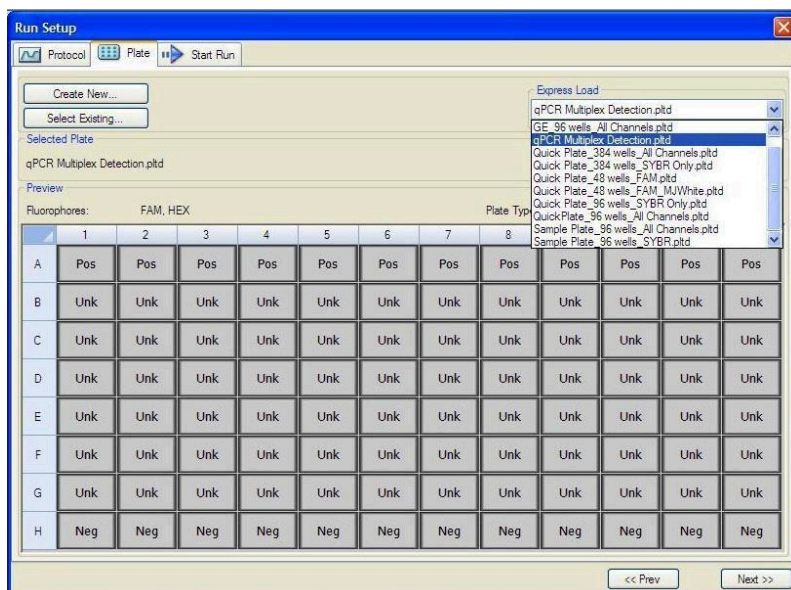 Run Setup
Protocol Plate Start Run
Create New...
Select Existing...
Express Load
qPCR Multiplex Detection.pltd
GE_96 wells_All Channels.pltd
qPCR Multiplex Detection.pltd
Quick Plate_384 wells_All Channels.pltd
Quick Plate_384 wells_SYBR Only.pltd
Quick Plate_48 wells_FAM.pltd
Quick Plate_48 wells_FAM_MJWhite.pltd
Quick Plate_96 wells_SYBR Only.pltd
QuickPlate_96 wells_All Channels.pltd
Sample Plate_96 wells_All Channels.pltd
Sample Plate_96 wells_SYBR.pltd
Selected Plate
qPCR Multiplex Detection.pltd
Preview
Fluorophores: FAM, HEX Plate Typ
1 2 3 4 5 6 7 8
A Pos Pos Pos Pos Pos Pos Pos Pos Pos Pos Pos Pos
B Unk Unk Unk Unk Unk Unk Unk Unk Unk Unk Unk Unk
C Unk Unk Unk Unk Unk Unk Unk Unk Unk Unk Unk Unk
D Unk Unk Unk Unk Unk Unk Unk Unk Unk Unk Unk Unk
E Unk Unk Unk Unk Unk Unk Unk Unk Unk Unk Unk Unk
F Unk Unk Unk Unk Unk Unk Unk Unk Unk Unk Unk Unk
G Unk Unk Unk Unk Unk Unk Unk Unk Unk Unk Unk Unk
H Neg Neg Neg Neg Neg Neg Neg Neg Neg Neg Neg Neg
<< Prev Next >>